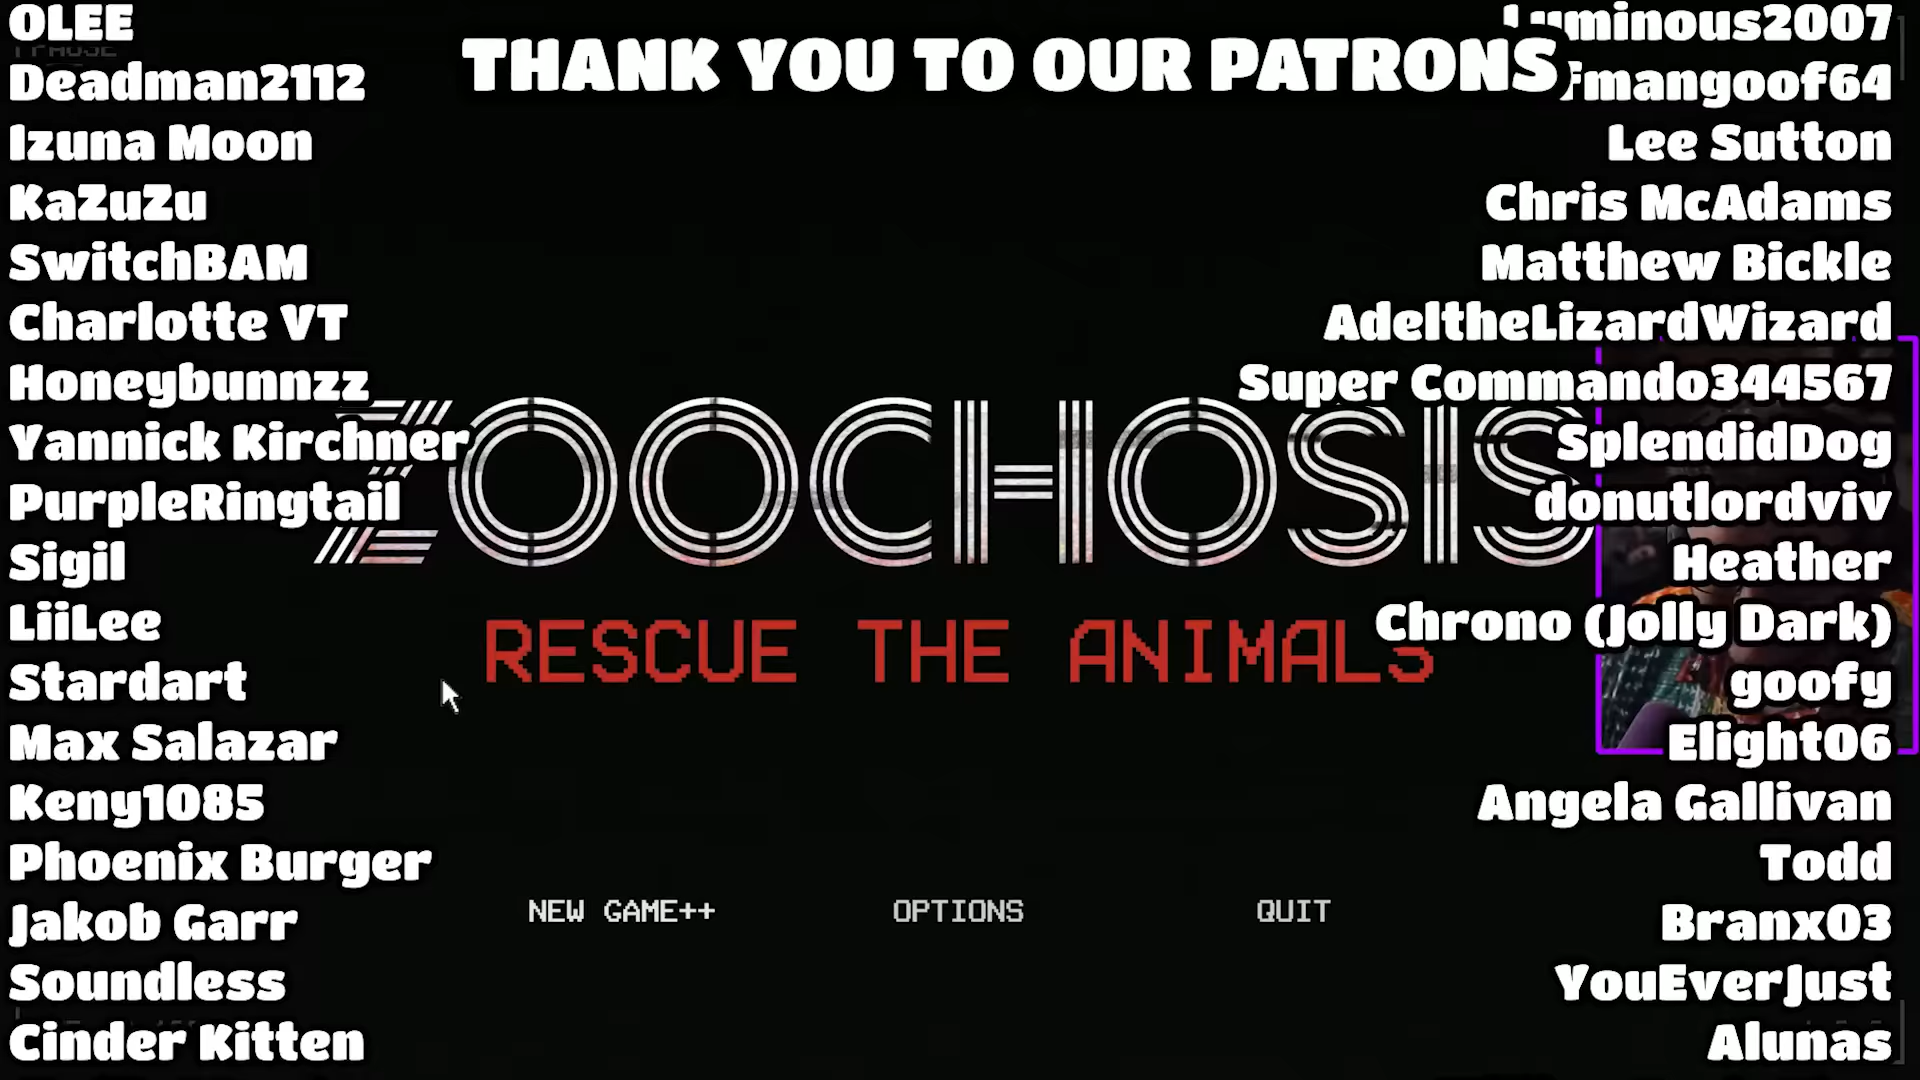 OLEE
Deadman2112
Izuna Moon
KaZuZu
SwitchBAM
Charlotte VT
Honeybunnzz
Yannick Kirchner
PurpleRingtail
Sigil
LiiLee
Stardart
Max Salazar
Keny1085
Phoenix Burger
Jakob Garr
Soundless
Cinder Kitten
THANK YOU TO OUR PATRONS
ZOOCHOSIS
RESCUE THE ANIMALS
NEW GAME++
OPTIONS
QUIT
Luminous2007
fmangoof64
Lee Sutton
Chris McAdams
Matthew Bickle
AdeltheLizardWizard
Super Commando344567
SplendidDog
donutlordviv
Heather
Chrono (Jolly Dark)
goofy
Elight06
Angela Gallivan
Todd
Branx03
YouEverJust
Alunas